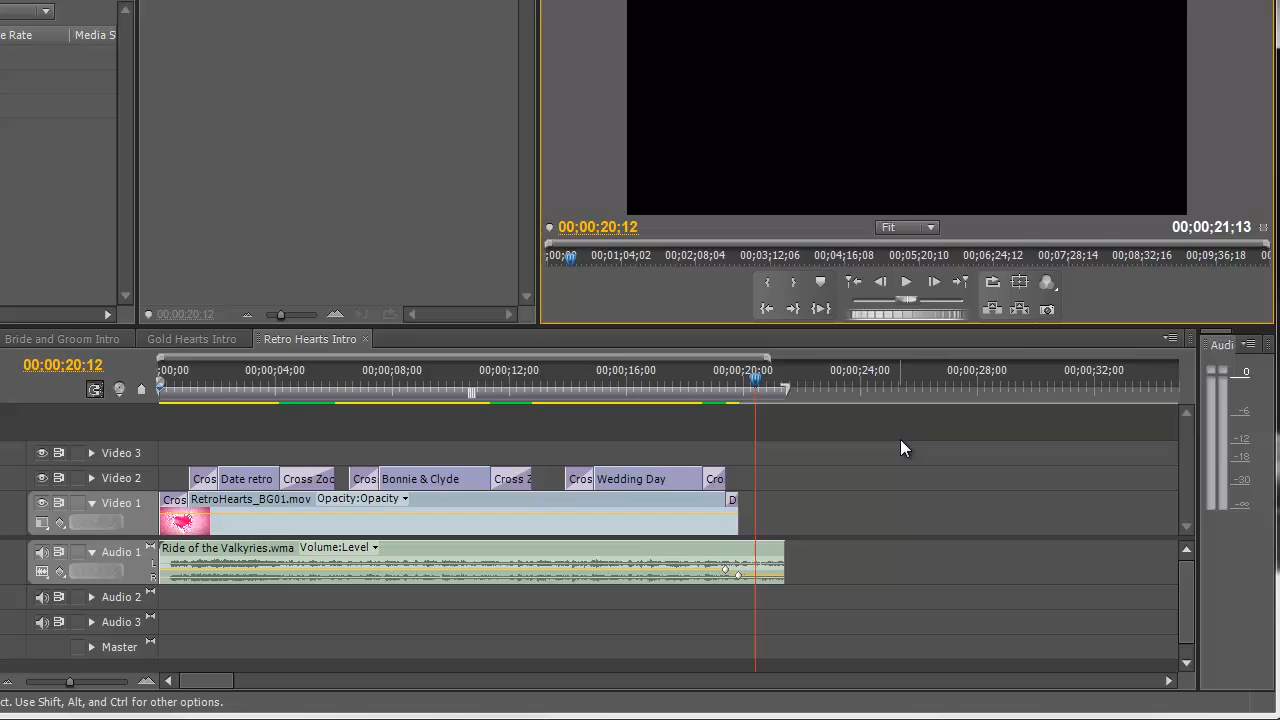 e Rate
Media S
00;00;20;12
Fit
00;00;21;13
;00;00 00;01;04;02 00;02;08;04 00;03;12;06 00;04;16;08 00;05;20;10 00;06;24;12 00;07;28;14 00;08;32;16 00;09;36;18 00
00;00;20;12
Bride and Groom Intro
Gold Hearts Intro
Retro Hearts Intro
Audi
00;00;20;12
;00;00 00;00;04;00 00;00;08;00 00;00;12;00 00;00;16;00 00;00;20;00 00;00;24;00 00;00;28;00 00;00;32;00
0
-6
-12
-18
-30
-∞
Video 3
Video 2
Cros Date retro Cross Zoo Cros Bonnie & Clyde Cross Z Cros Wedding Day Cro
Video 1
Cros RetroHearts_BG01.mov Opacity:Opacity D
Audio 1
Ride of the Valkyries.wma Volume:Level
L
R
Audio 2
Audio 3
Master
ct. Use Shift, Alt, and Ctrl for other options.